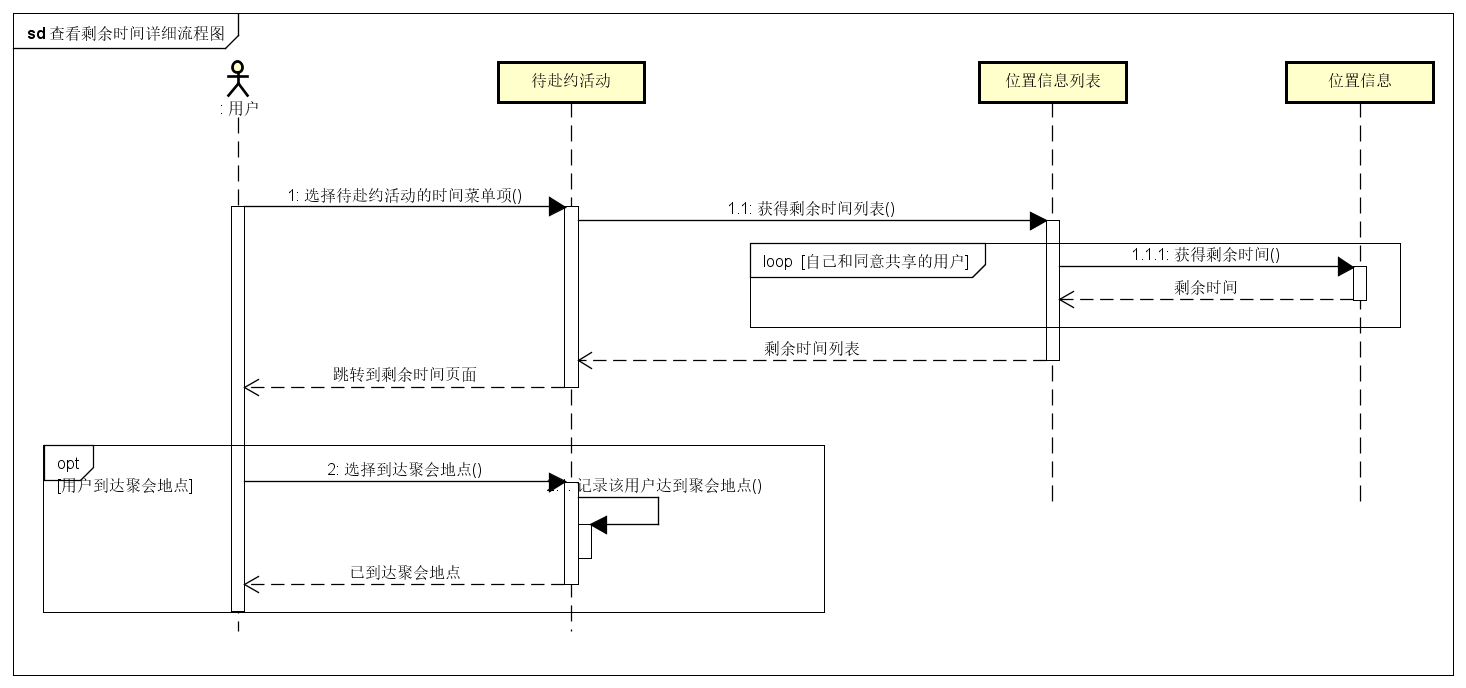 sd 查看剩余时间详细流程图
: 用户
待赴约活动
位置信息列表
位置信息
1: 选择待赴约活动的时间菜单项()
1.1: 获得剩余时间列表()
loop [自己和同意共享的用户]
1.1.1: 获得剩余时间()
剩余时间
剩余时间列表
跳转到剩余时间页面
opt
[用户到达聚会地点]
2: 选择到达聚会地点()
记录该用户达到聚会地点()
已到达聚会地点